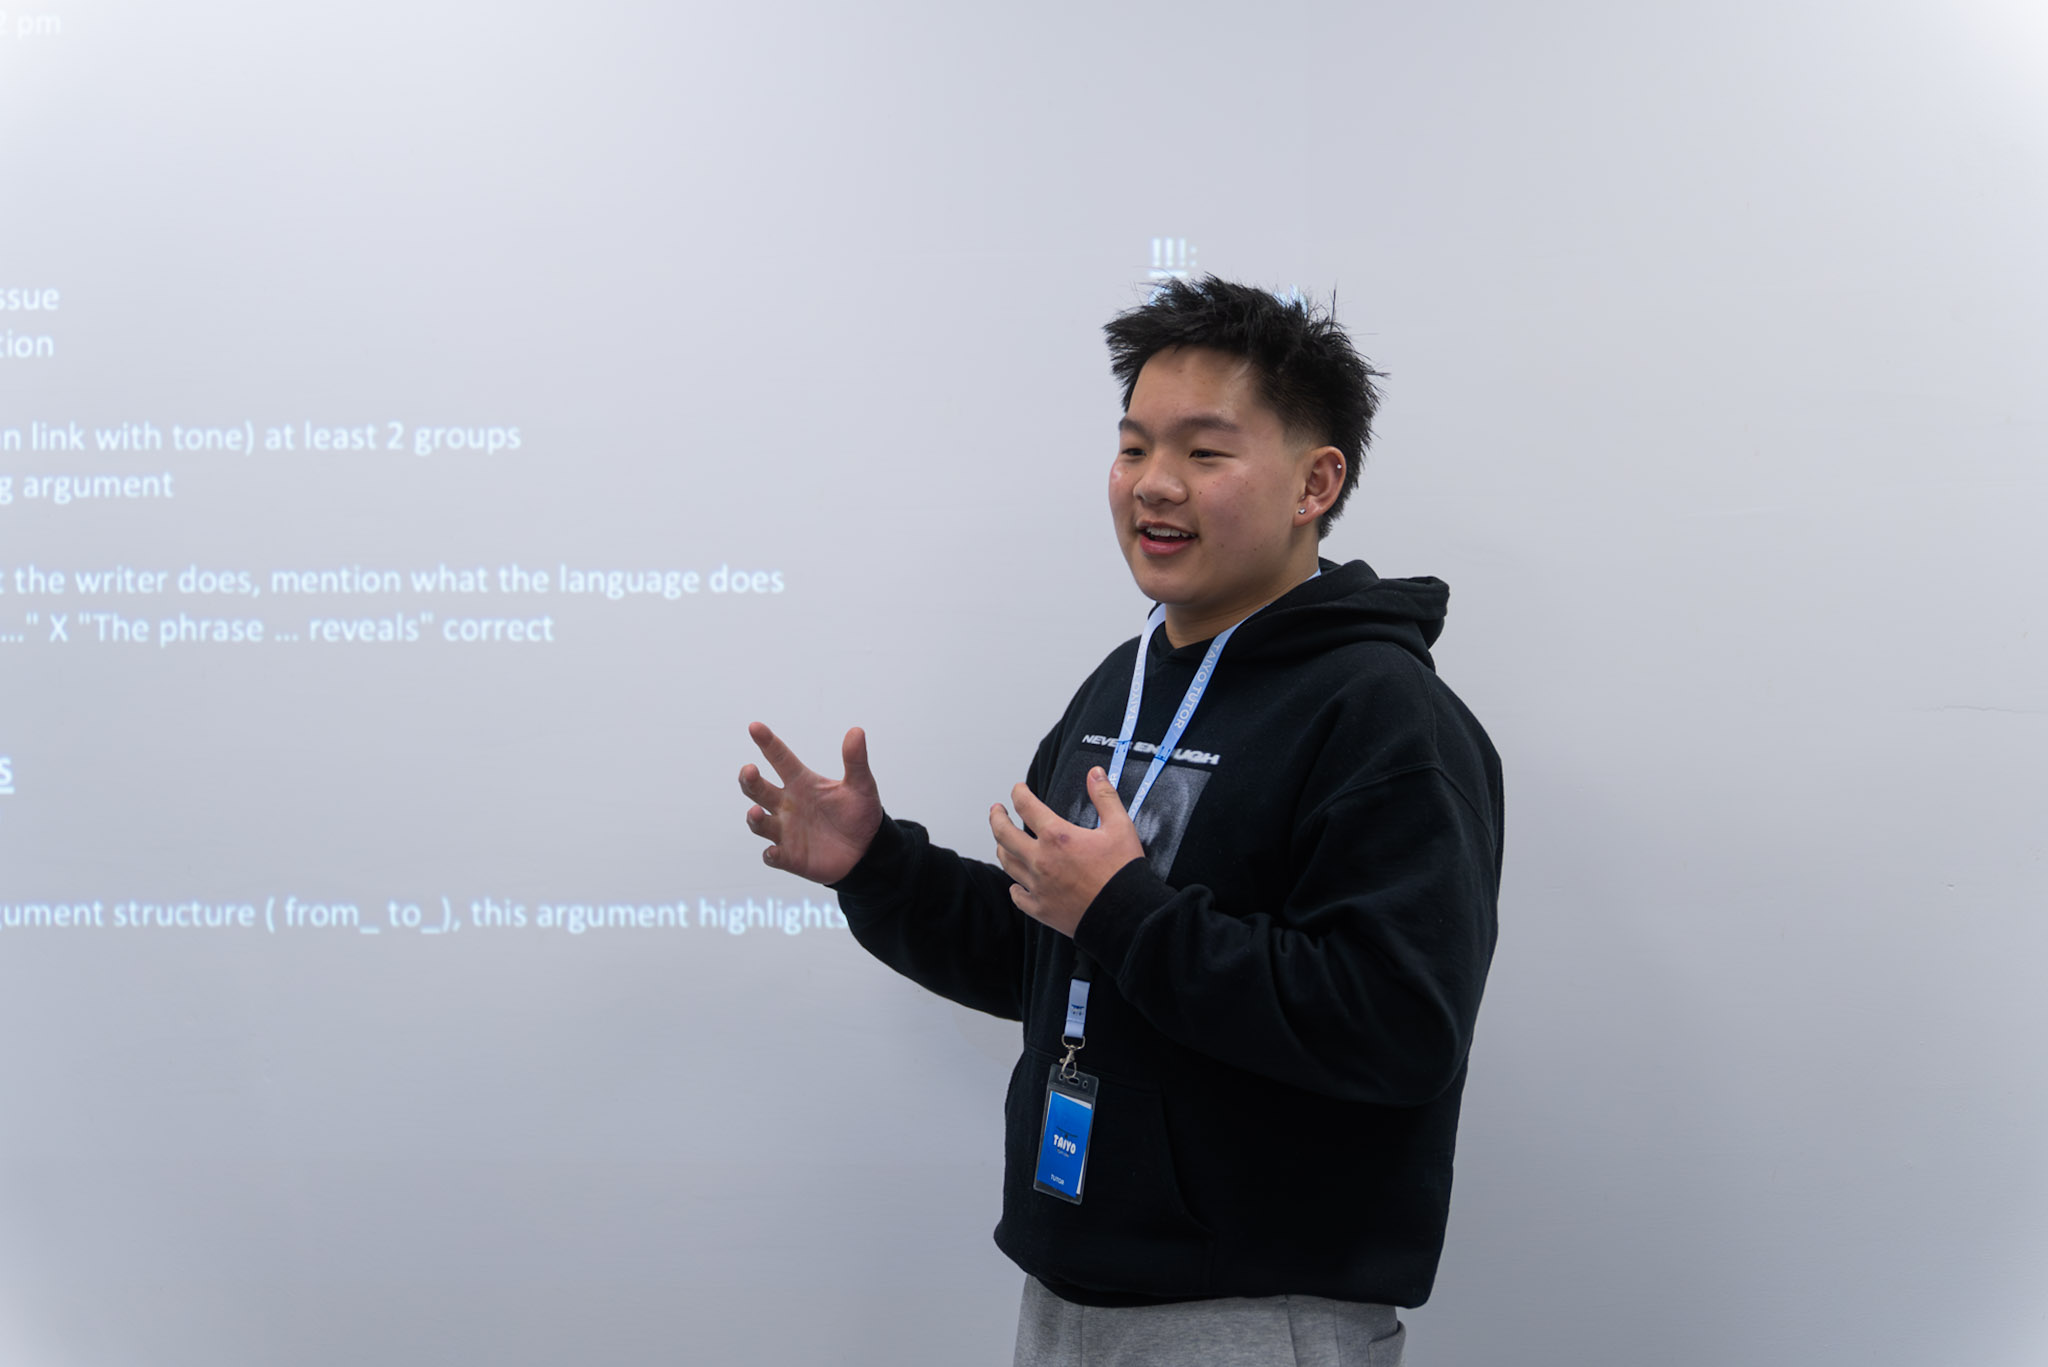 2 pm
!!!:
ssue
tion
n link with tone) at least 2 groups
g argument
t the writer does, mention what the language does
..." X "The phrase ... reveals" correct
s
gument structure ( from_ to_), this argument highlights
TAIYO TUTOR
NEVER ENOUGH
TAIYO
TUTOR